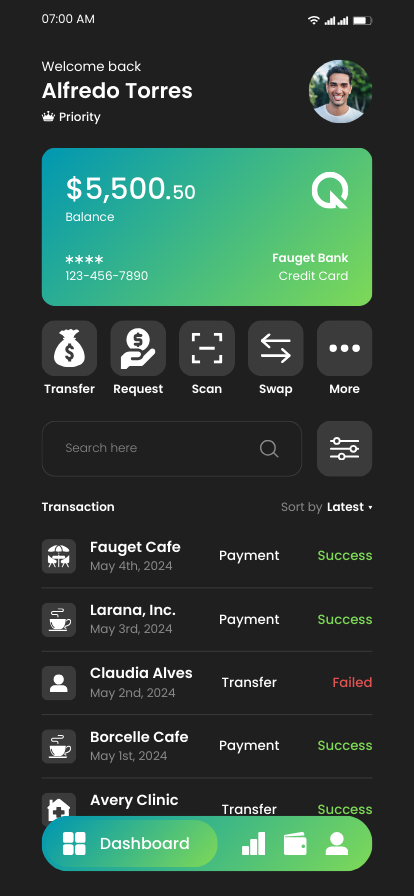 07:00 AM
Welcome back
Alfredo Torres
Priority
$5,500.50
Balance
****
123-456-7890
Fauget Bank
Credit Card
Transfer Request Scan Swap More
Search here
Transaction Sort by Latest
Fauget Cafe Payment Success
May 4th, 2024
Larana, Inc. Payment Success
May 3rd, 2024
Claudia Alves Transfer Failed
May 2nd, 2024
Borcelle Cafe Payment Success
May 1st, 2024
Avery Clinic Transfer Success
Dashboard